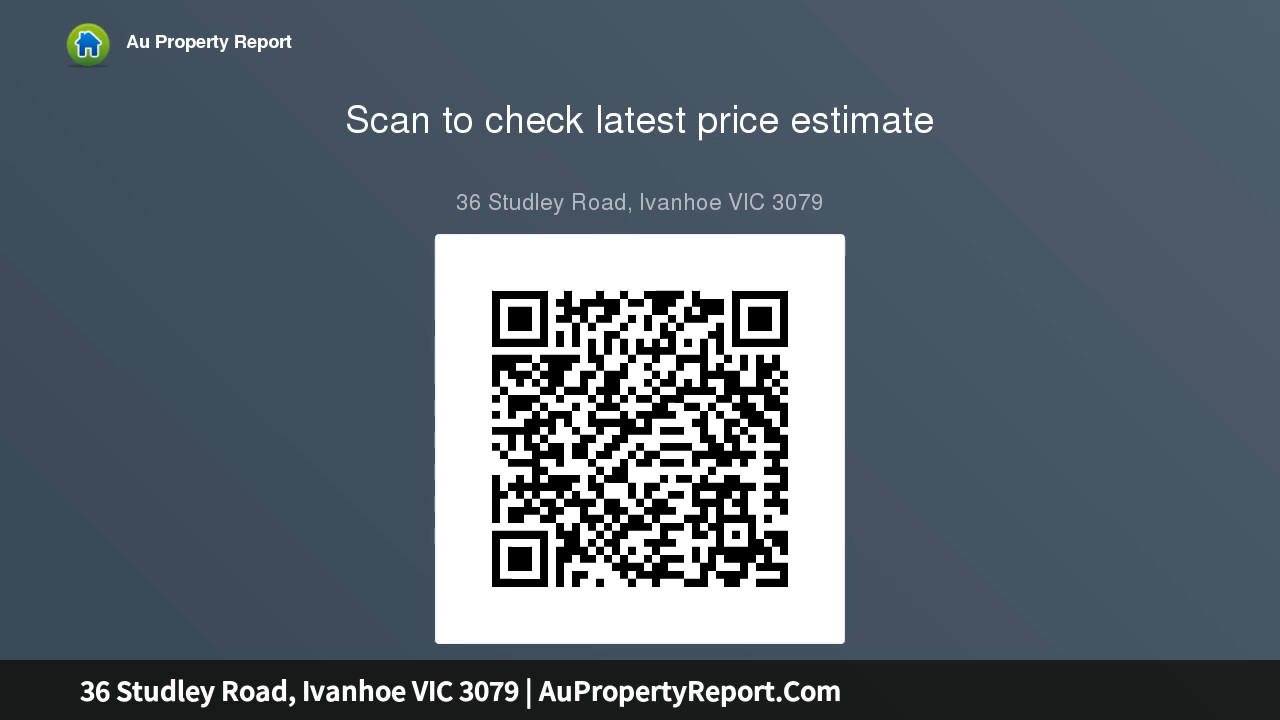 Au Property Report
Scan to check latest price estimate
36 Studley Road, Ivanhoe VIC 3079
36 Studley Road, Ivanhoe VIC 3079 | AuPropertyReport.Com